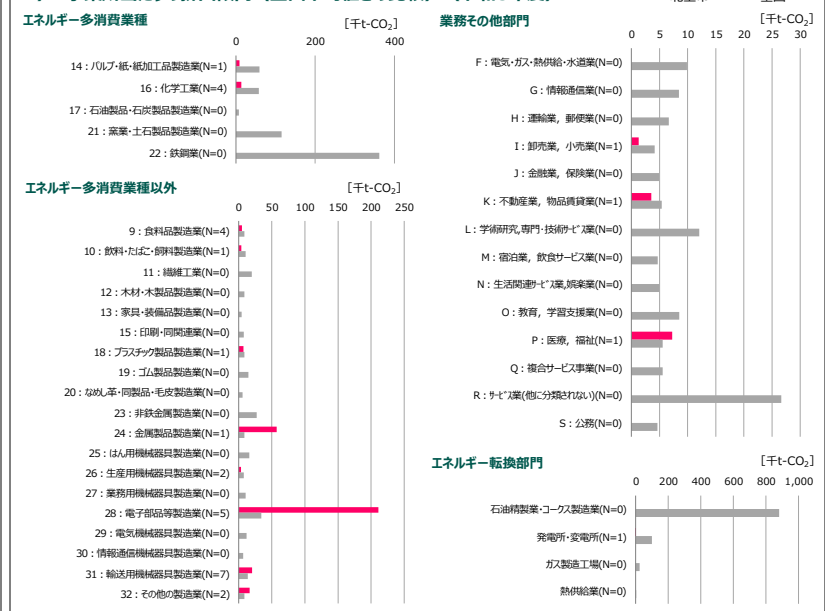 エネルギー多消費業種
[千t-CO₂]
0 200 400
14：パルプ・紙・紙加工品製造業(N=1)
16：化学工業(N=4)
17：石油製品・石炭製品製造業(N=0)
21：窯業・土石製品製造業(N=0)
22：鉄鋼業(N=0)
エネルギー多消費業種以外
[千t-CO₂]
0 50 100 150 200 250
9：食料品製造業(N=4)
10：飲料・たばこ・飼料製造業(N=1)
11：繊維工業(N=0)
12：木材・木製品製造業(N=0)
13：家具・装備品製造業(N=0)
15：印刷・同関連業(N=0)
18：プラスチック製品製造業(N=1)
19：ゴム製品製造業(N=0)
20：なめし革・同製品・毛皮製造業(N=0)
23：非鉄金属製造業(N=0)
24：金属製品製造業(N=1)
25：はん用機械器具製造業(N=0)
26：生産用機械器具製造業(N=2)
27：業務用機械器具製造業(N=0)
28：電子部品等製造業(N=5)
29：電気機械器具製造業(N=0)
30：情報通信機械器具製造業(N=0)
31：輸送用機械器具製造業(N=7)
32：その他の製造業(N=2)
業務その他部門
[千t-CO₂]
0 5 10 15 20 25 30
F：電気・ガス・熱供給・水道業(N=0)
G：情報通信業(N=0)
H：運輸業，郵便業(N=0)
I：卸売業，小売業(N=1)
J：金融業，保険業(N=0)
K：不動産業，物品賃貸業(N=1)
L：学術研究,専門・技術ｻｰﾋﾞｽ業(N=0)
M：宿泊業，飲食サービス業(N=0)
N：生活関連ｻｰﾋﾞｽ業,娯楽業(N=0)
O：教育，学習支援業(N=0)
P：医療，福祉(N=1)
Q：複合サービス事業(N=0)
R：ｻｰﾋﾞｽ業(他に分類されない)(N=0)
S：公務(N=0)
エネルギー転換部門
[千t-CO₂]
0 200 400 600 800 1,000
石油精製業・コークス製造業(N=0)
発電所・変電所(N=1)
ガス製造工場(N=0)
熱供給業(N=0)